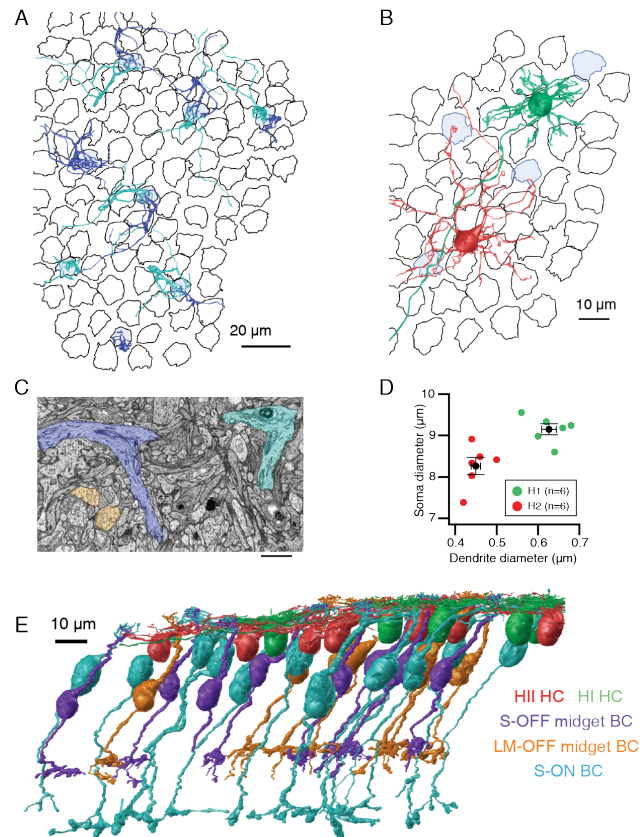 A
B
20 µm
10 µm
C
D
10
9
8
7
Soma diameter (µm)
H1 (n=6)
H2 (n=6)
0.4 0.5 0.6 0.7
Dendrite diameter (µm)
E
10 µm
HII HC HI HC
S-OFF midget BC
LM-OFF midget BC
S-ON BC